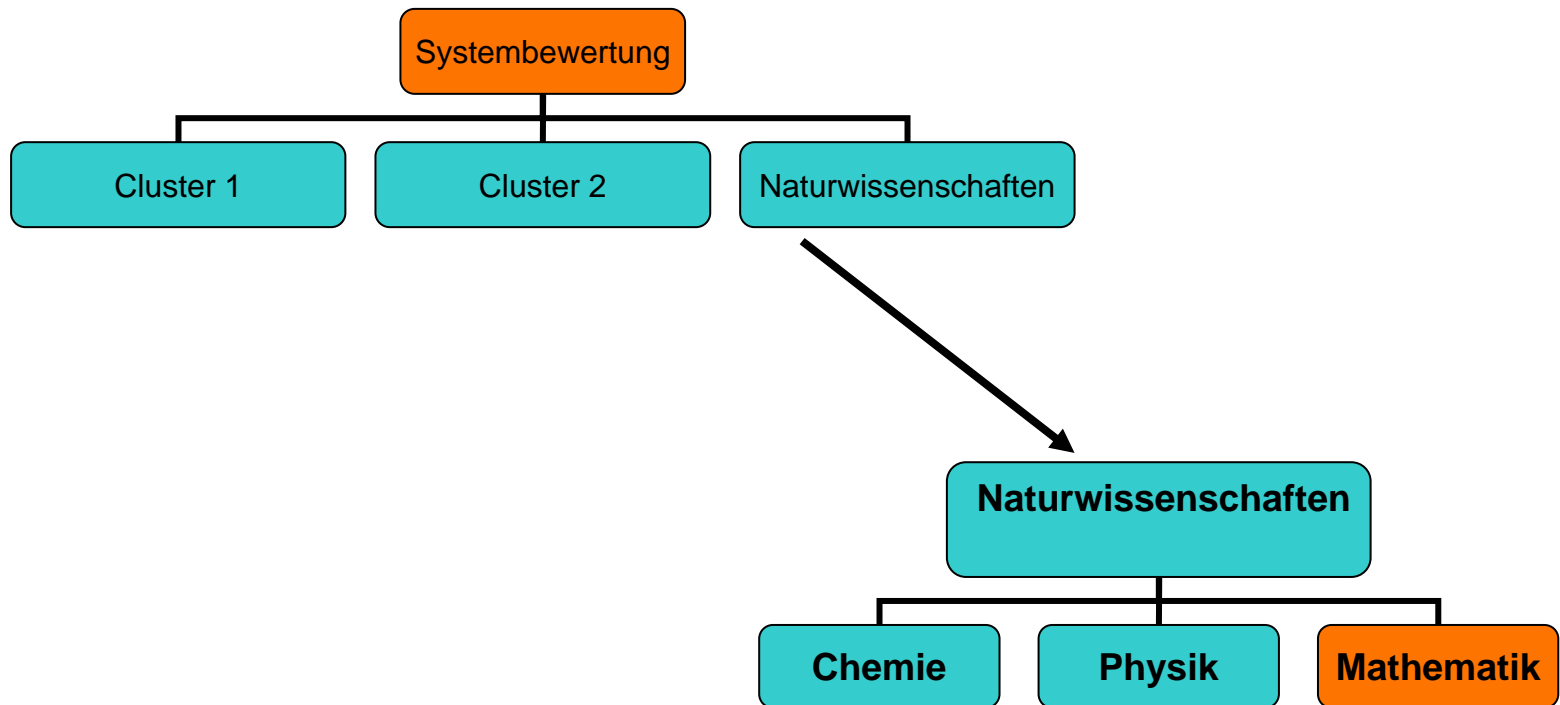 Systembewertung
Cluster 1
Cluster 2
Naturwissenschaften
Naturwissenschaften
Chemie
Physik
Mathematik